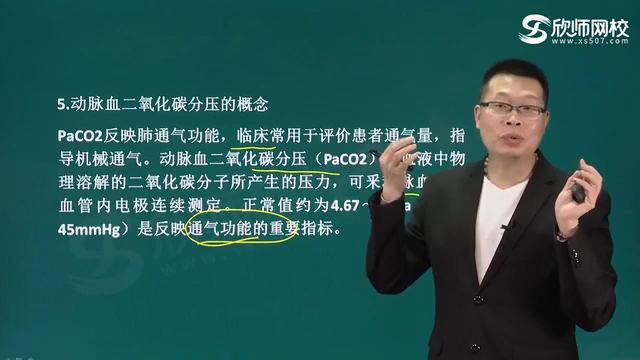 欣师网校
www.xs507.com
5.动脉血二氧化碳分压的概念
PaCO2反映肺通气功能，临床常用于评价患者通气量，指
导机械通气。动脉血二氧化碳分压（PaCO2）液中物
理溶解的二氧化碳分子所产生的压力，可采脉血
血管内电极连续测定。正常值约为4.67～a
45mmHg）是反映通气功能的重要指标。